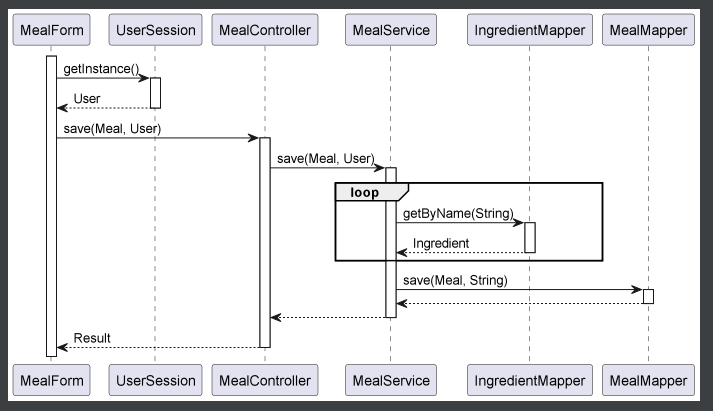 MealForm UserSession MealController MealService IngredientMapper MealMapper
getInstance()
User
save(Meal, User)
save(Meal, User)
loop
getByName(String)
Ingredient
save(Meal, String)
Result
MealForm UserSession MealController MealService IngredientMapper MealMapper